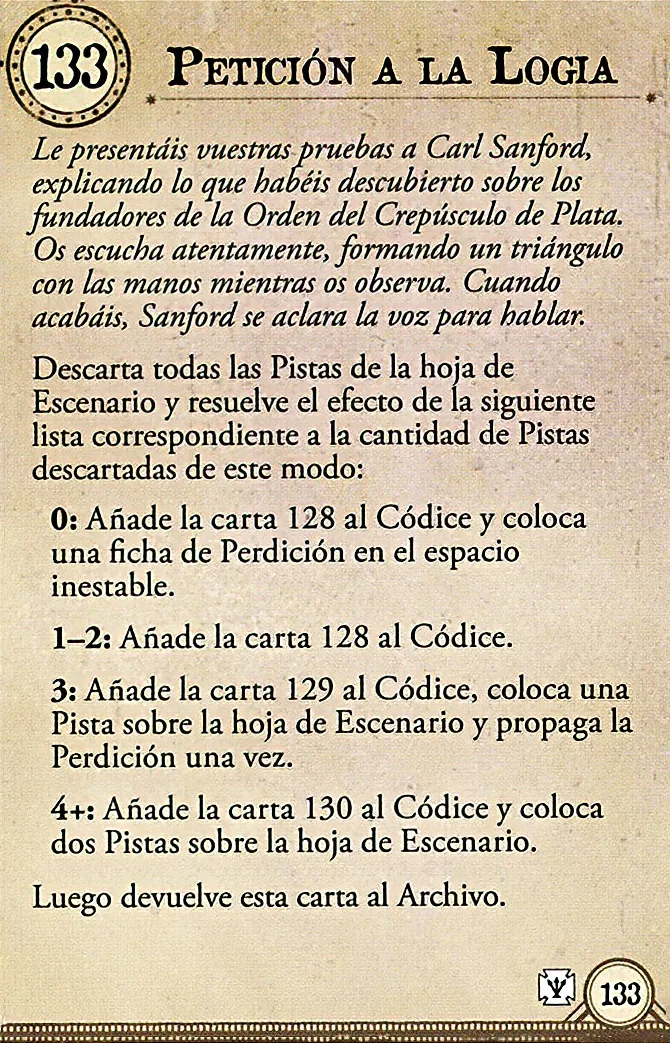 133 PETICIÓN A LA LOGIA
Le presentáis vuestras pruebas a Carl Sanford,
explicando lo que habéis descubierto sobre los
fundadores de la Orden del Crepúsculo de Plata.
Os escucha atentamente, formando un triángulo
con las manos mientras os observa. Cuando
acabáis, Sanford se aclara la voz para hablar.
Descarta todas las Pistas de la hoja de
Escenario y resuelve el efecto de la siguiente
lista correspondiente a la cantidad de Pistas
descartadas de este modo:
0: Añade la carta 128 al Códice y coloca
una ficha de Perdición en el espacio
inestable.
1–2: Añade la carta 128 al Códice.
3: Añade la carta 129 al Códice, coloca una
Pista sobre la hoja de Escenario y propaga la
Perdición una vez.
4+: Añade la carta 130 al Códice y coloca
dos Pistas sobre la hoja de Escenario.
Luego devuelve esta carta al Archivo.
133